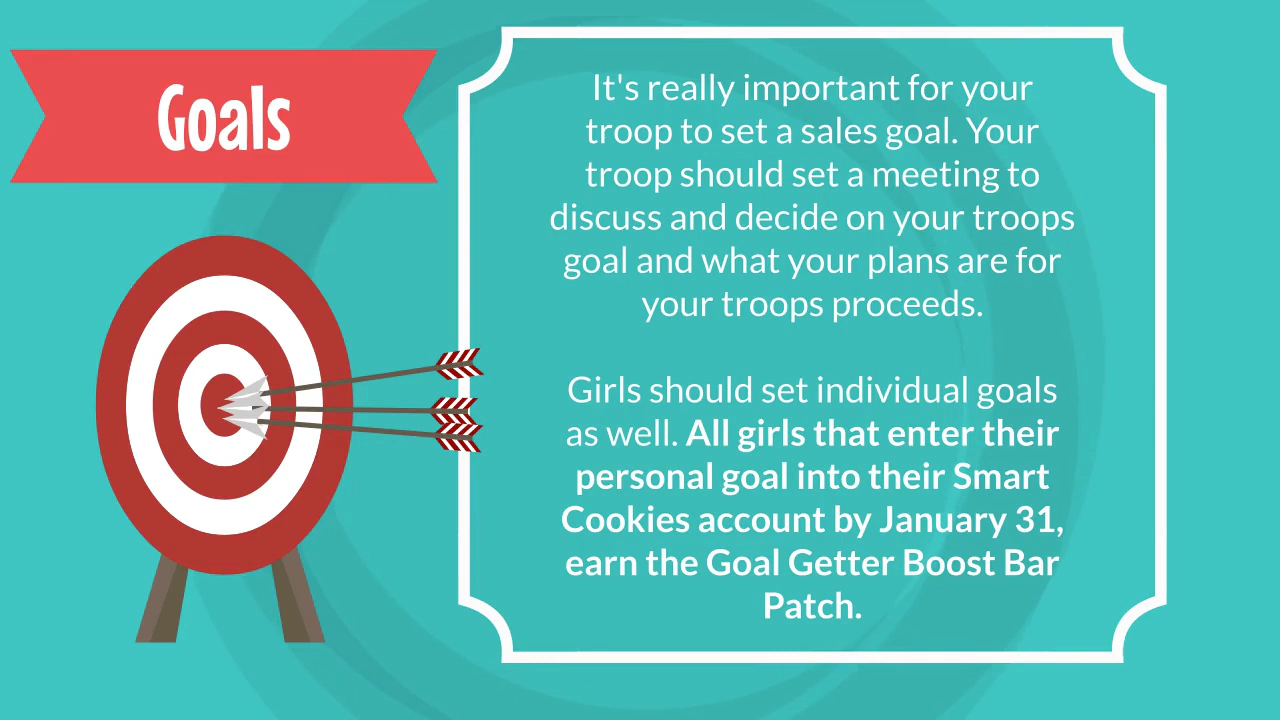 Goals
It's really important for your
troop to set a sales goal. Your
troop should set a meeting to
discuss and decide on your troops
goal and what your plans are for
your troops proceeds.
Girls should set individual goals
as well. All girls that enter their
personal goal into their Smart
Cookies account by January 31,
earn the Goal Getter Boost Bar
Patch.